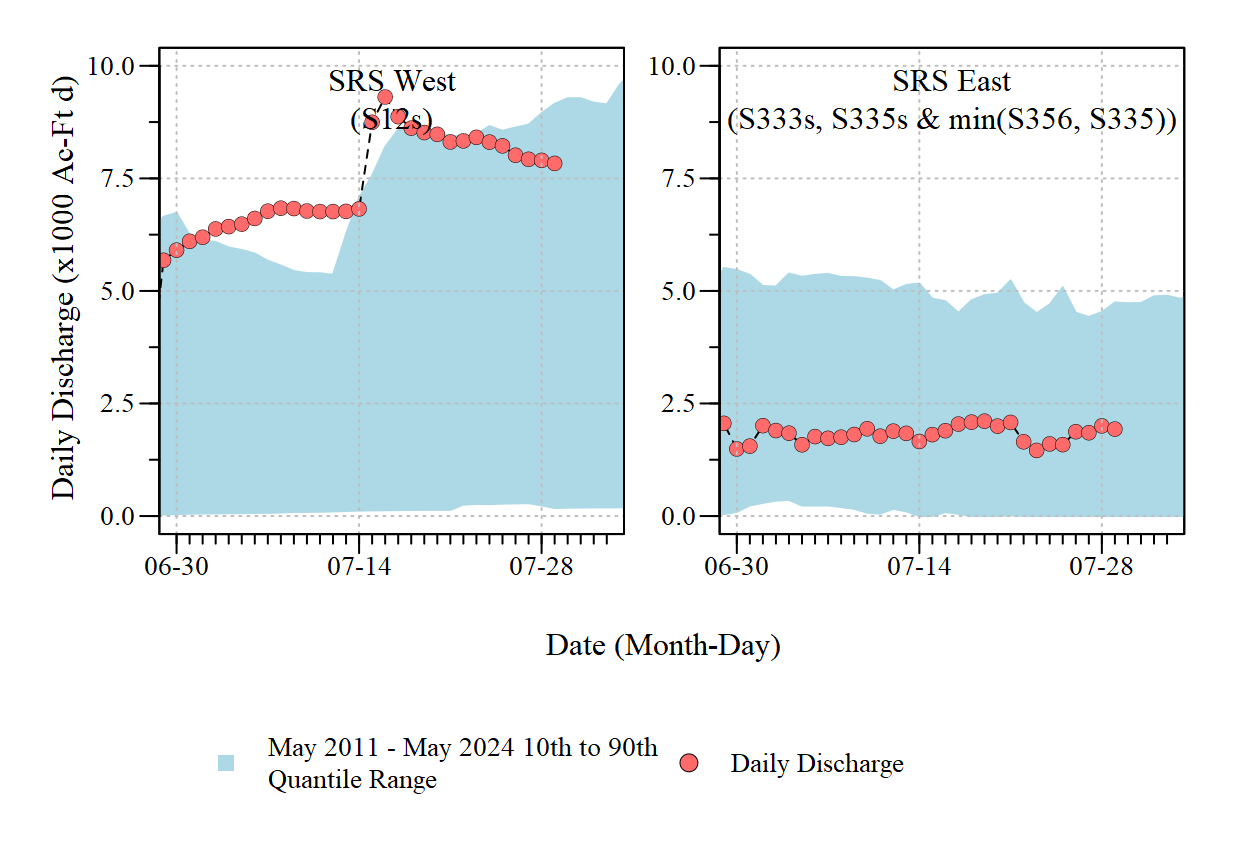 SRS West
(S12s)
SRS East
(S333s, S335s & min(S356, S335))
Daily Discharge (x1000 Ac-Ft d)
10.0
7.5
5.0
2.5
0.0
06-30
07-14
07-28
10.0
7.5
5.0
2.5
0.0
06-30
07-14
07-28
Date (Month-Day)
May 2011 - May 2024 10th to 90th
Quantile Range
Daily Discharge